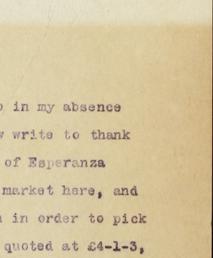 in my absence
write to thank
of Esperanza
market here, and
in order to pick
quoted at £4-1-3,